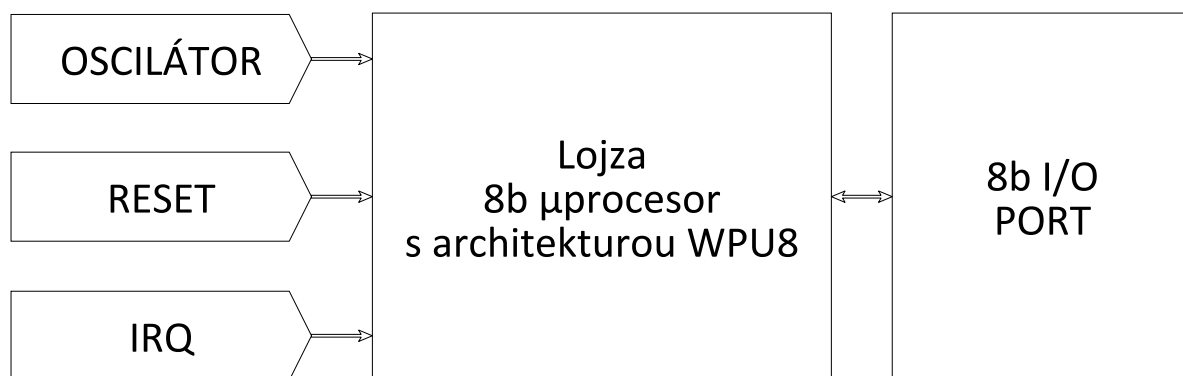 OSCILÁTOR
RESET
IRQ
Lojza
8b µprocesor
s architekturou WPU8
8b I/O
PORT